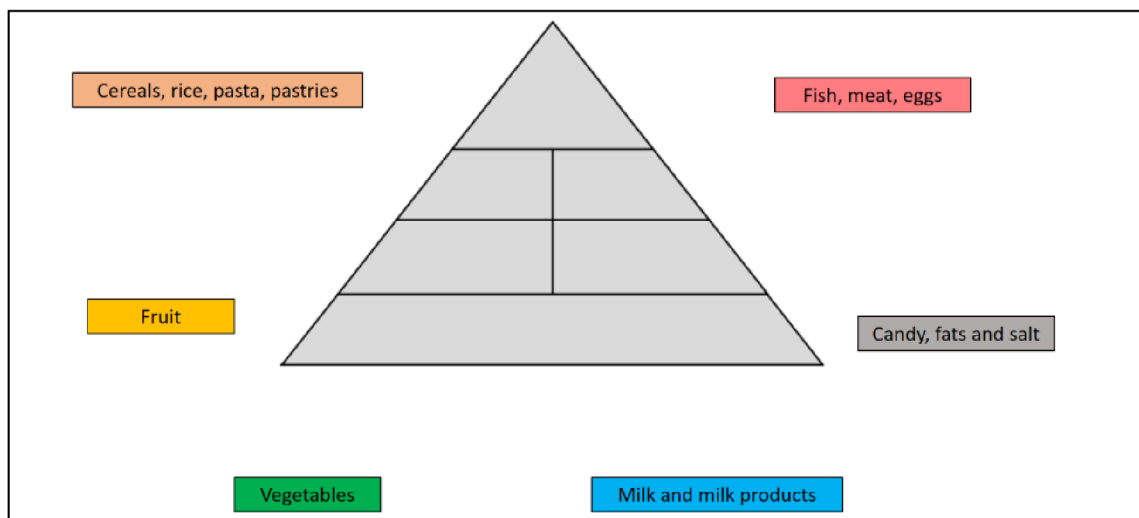 Cereals, rice, pasta, pastries
Fish, meat, eggs
Fruit
Candy, fats and salt
Vegetables
Milk and milk products